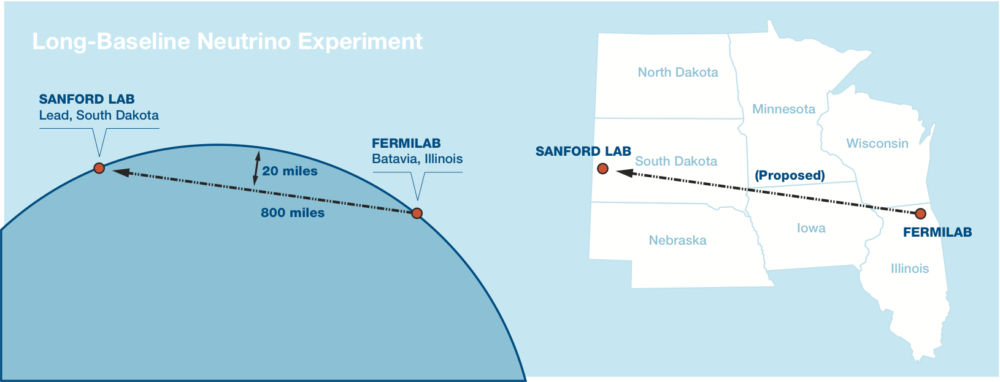 Long-Baseline Neutrino Experiment
SANFORD LAB
Lead, South Dakota
FERMILAB
Batavia, Illinois
20 miles
800 miles
North Dakota
Minnesota
Wisconsin
SANFORD LAB
South Dakota
(Proposed)
Iowa
FERMILAB
Nebraska
Illinois